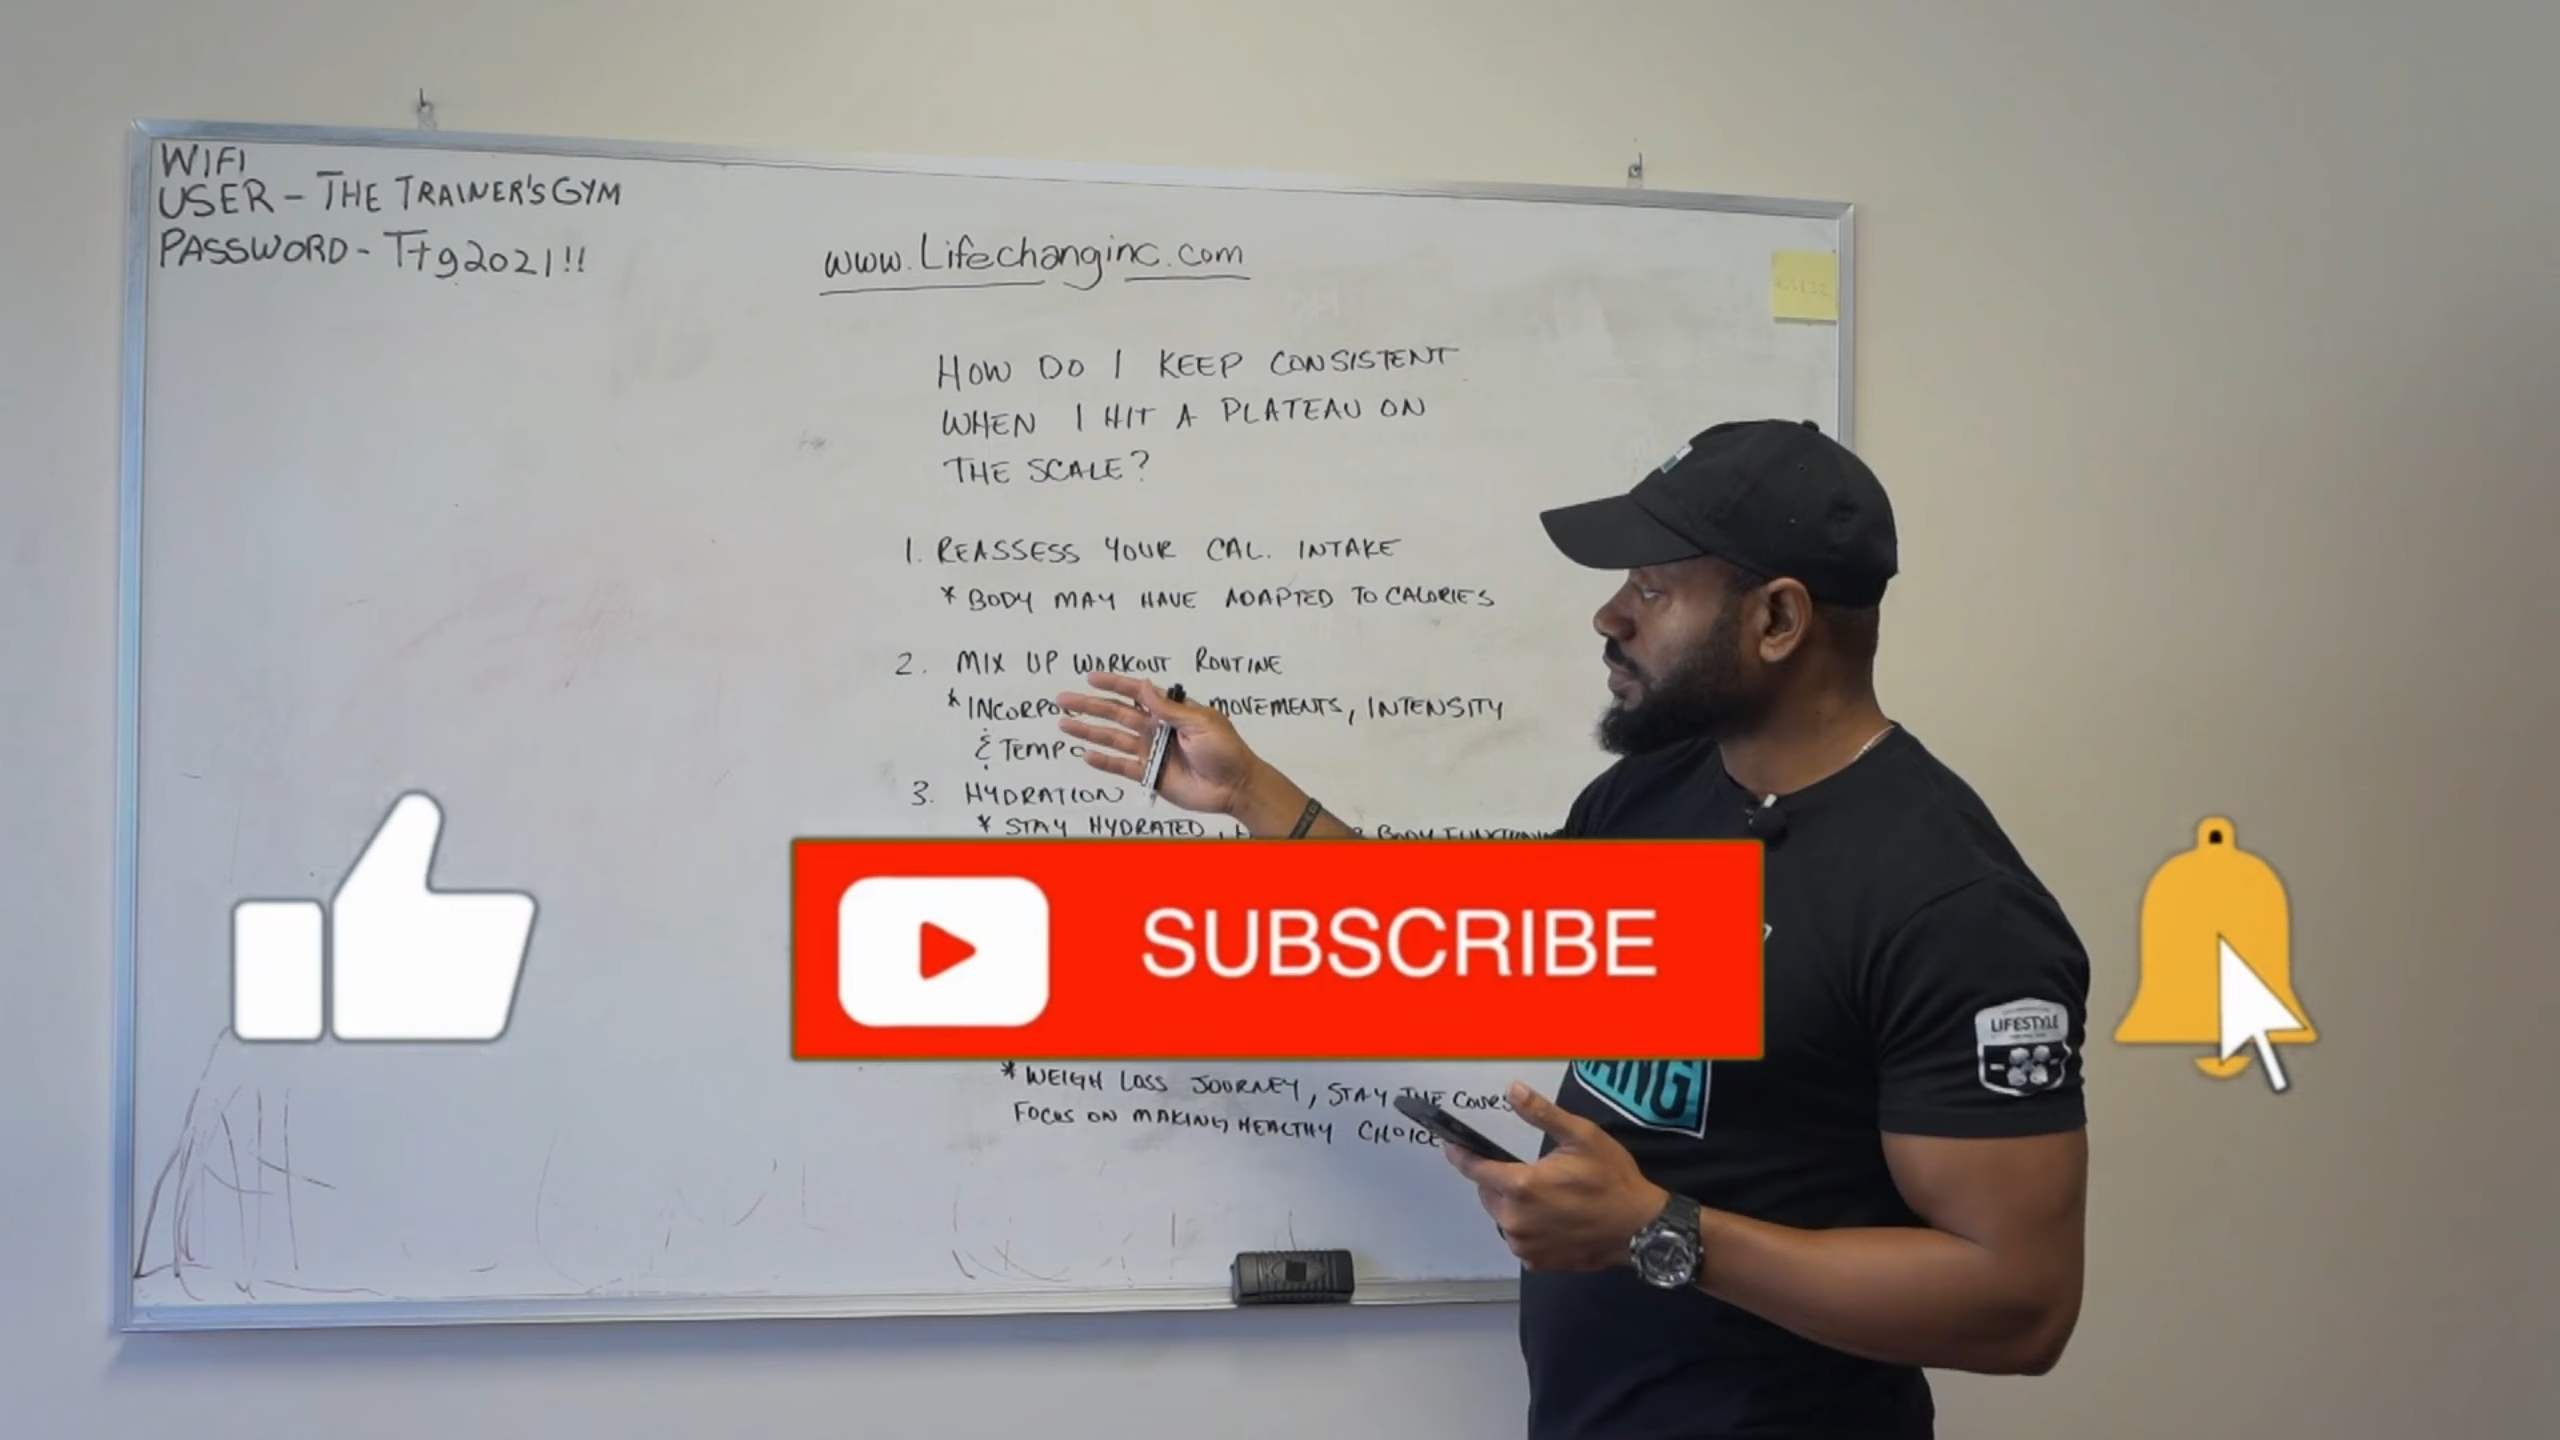 WIFI
USER - THE TRAINER'S GYM
PASSWORD - Ttg2021!!
www.Lifechanginc.com
HOW DO I KEEP CONSISTENT
WHEN I HIT A PLATEAU ON
THE SCALE?
1. REASSESS YOUR CAL. INTAKE
* BODY MAY HAVE ADAPTED TO CALORIES
2. MIX UP WORKOUT ROUTINE
* MOVEMENTS, INTENSITY
& TEMPO
3. HYDRATION
* STAY HYDRATED, BODY
SUBSCRIBE
* WEIGH LOSS JOURNEY, STAY THE
FOCUS ON MAKING HEALTHY
LIFESTYLE